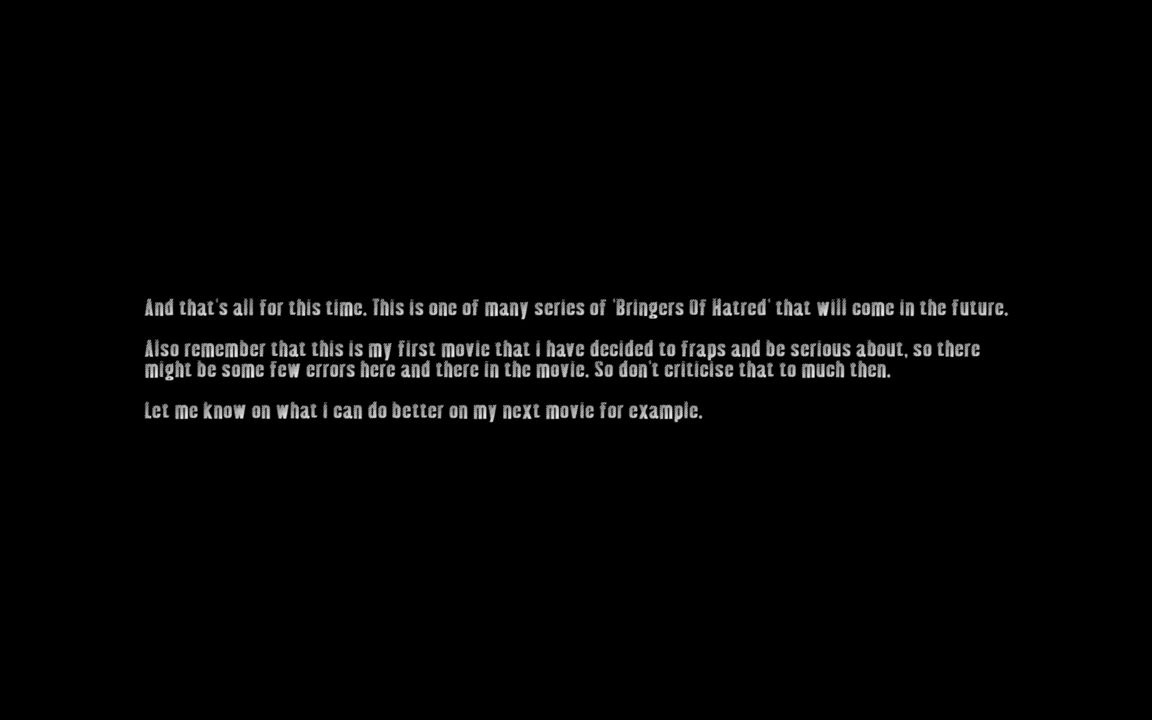 And that's all for this time. This is one of many series of 'Bringers Of Hatred' that will come in the future.
Also remember that this is my first movie that i have decided to fraps and be serious about, so there
might be some few errors here and there in the movie. So don't criticise that to much then.
Let me know on what i can do better on my next movie for example.